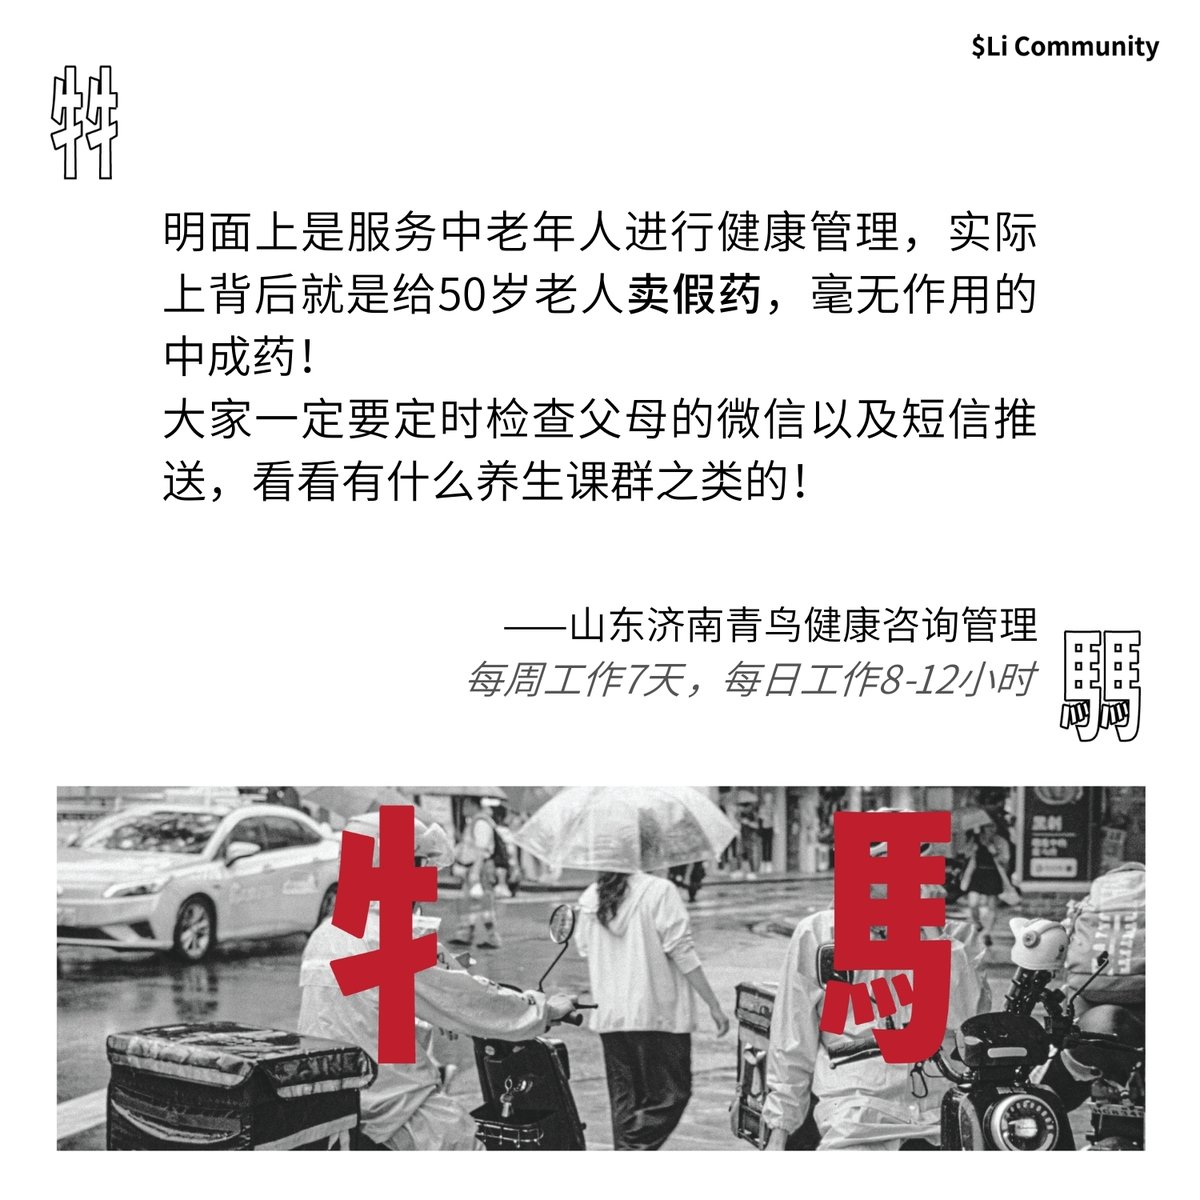 $Li Community
牜牜
明面上是服务中老年人进行健康管理，实际
上背后就是给50岁老人卖假药，毫无作用的
中成药！
大家一定要定时检查父母的微信以及短信推
送，看看有什么养生课群之类的！
——山东济南青鸟健康咨询管理
每周工作7天，每日工作8-12小时
馬馬
牜 馬